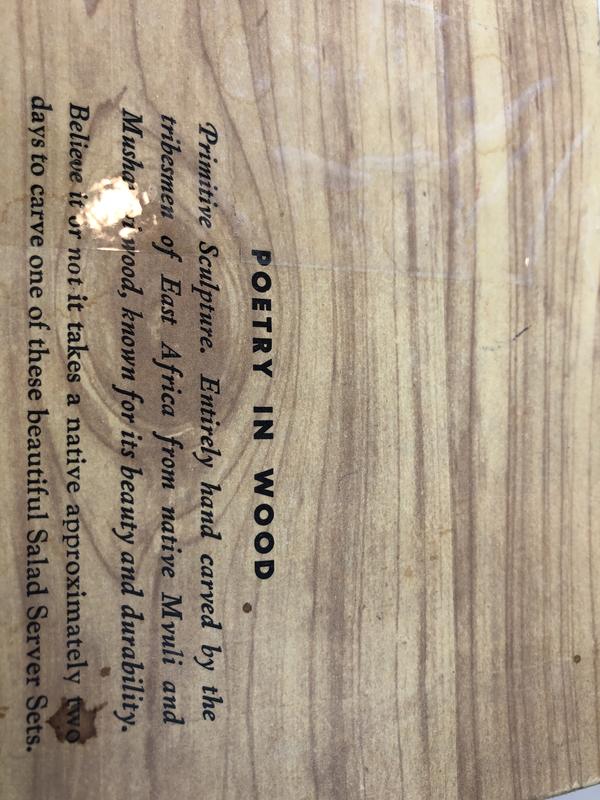 POETRY IN WOOD
Primitive Sculpture. Entirely hand carved by the
tribesmen of East Africa from native Mvuli and
wood, known for its beauty and durability.
Believe it or not it takes a native approximately two
days to carve one of these beautiful Salad Server Sets.